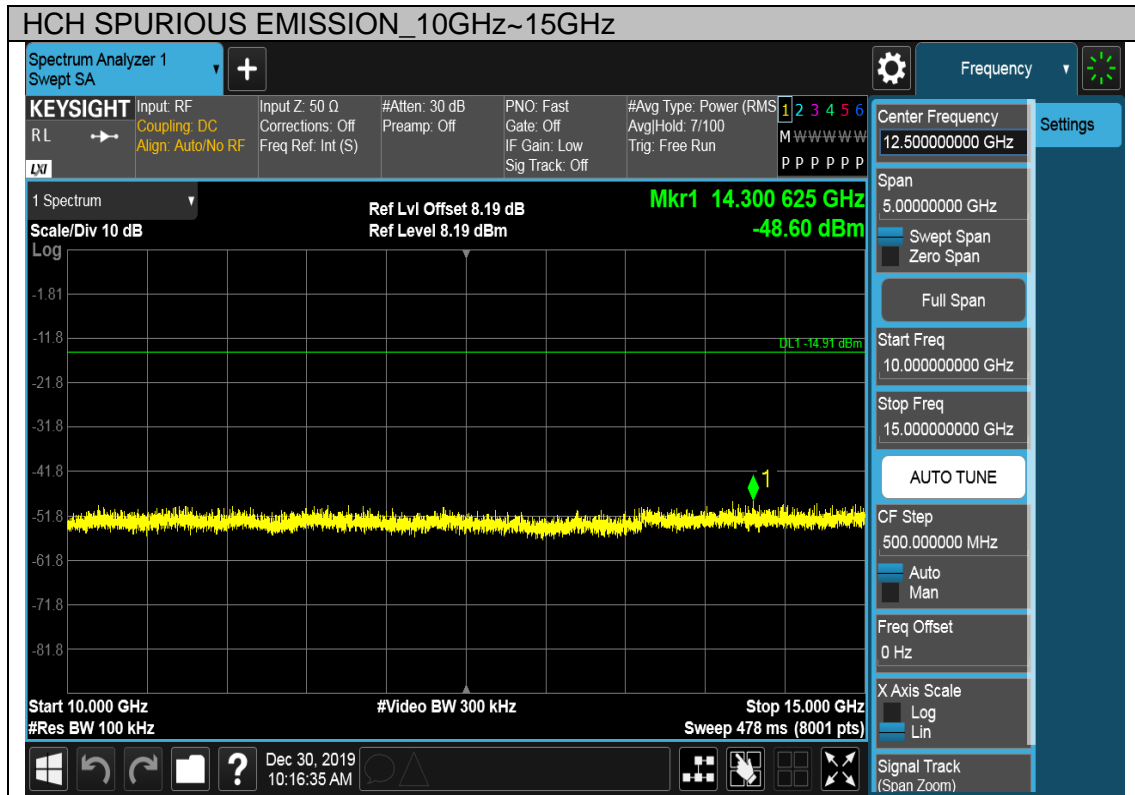 HCH SPURIOUS EMISSION_10GHz~15GHz
Spectrum Analyzer 1
Swept SA
+
Frequency
KEYSIGHT
RL
LXI
Input: RF
Coupling: DC
Align: Auto/No RF
Input Z: 50 Ω
Corrections: Off
Freq Ref: Int (S)
#Atten: 30 dB
Preamp: Off
PNO: Fast
Gate: Off
IF Gain: Low
Sig Track: Off
#Avg Type: Power (RMS
Avg|Hold: 7/100
Trig: Free Run
1 2 3 4 5 6
M W W W W W
P P P P P P
1 Spectrum
Scale/Div 10 dB
Ref Lvl Offset 8.19 dB
Ref Level 8.19 dBm
Mkr1 14.300 625 GHz
-48.60 dBm
Log
-1.81
-11.8
DL1 -14.91 dBm
-21.8
-31.8
-41.8
1
-51.8
-61.8
-71.8
-81.8
Start 10.000 GHz
#Video BW 300 kHz
Stop 15.000 GHz
#Res BW 100 kHz
Sweep 478 ms (8001 pts)
?
Dec 30, 2019
10:16:35 AM
Center Frequency
12.500000000 GHz
Settings
Span
5.00000000 GHz
Swept Span
Zero Span
Full Span
Start Freq
10.000000000 GHz
Stop Freq
15.000000000 GHz
AUTO TUNE
CF Step
500.000000 MHz
Auto
Man
Freq Offset
0 Hz
X Axis Scale
Log
Lin
Signal Track
(Span Zoom)